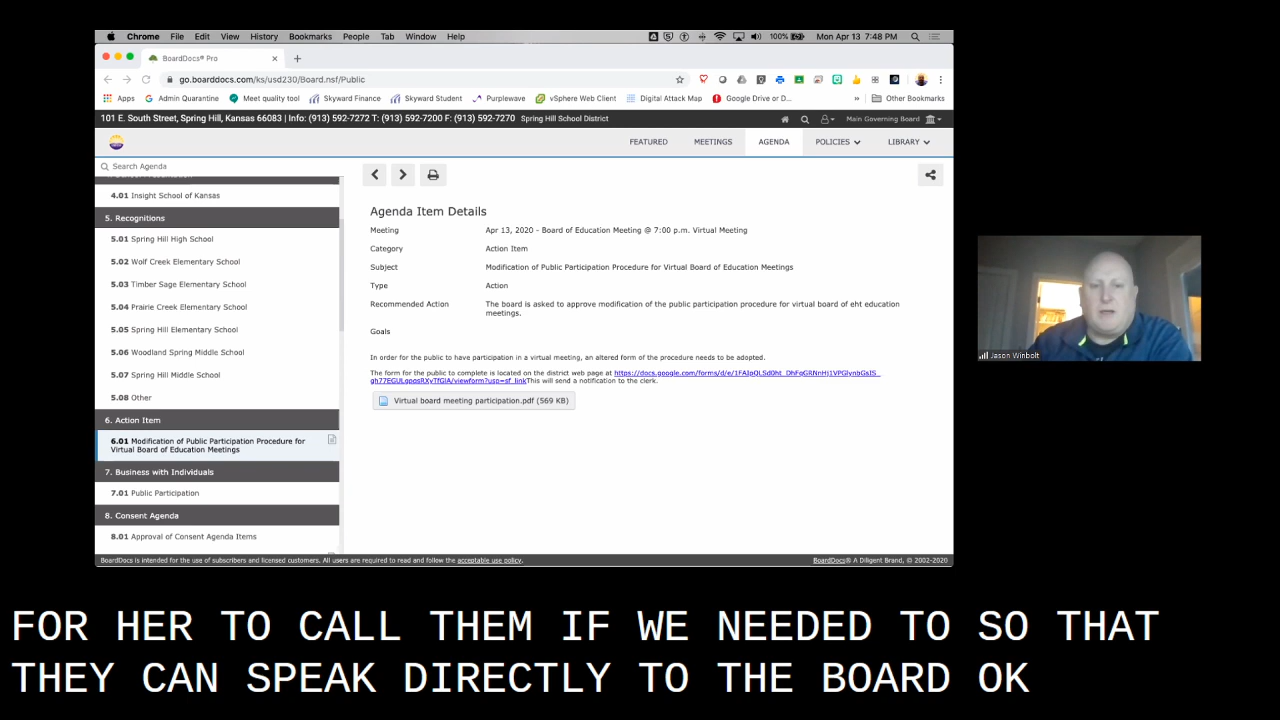 Chrome File Edit View History Bookmarks People Tab Window Help 100% Mon Apr 13 7:48 PM
BoardDocs® Pro
go.boarddocs.com/ks/usd230/Board.nsf/Public
Apps Admin Quarantine Meet quality tool Skyward Finance Skyward Student Purplewave vSphere Web Client Digital Attack Map Google Drive or D... » Other Bookmarks
101 E. South Street, Spring Hill, Kansas 66083 | Info: (913) 592-7272 T: (913) 592-7200 F: (913) 592-7270 Spring Hill School District Main Governing Board
FEATURED MEETINGS AGENDA POLICIES LIBRARY
Search Agenda
4.01 Insight School of Kansas
5. Recognitions
5.01 Spring Hill High School
5.02 Wolf Creek Elementary School
5.03 Timber Sage Elementary School
5.04 Prairie Creek Elementary School
5.05 Spring Hill Elementary School
5.06 Woodland Spring Middle School
5.07 Spring Hill Middle School
5.08 Other
6. Action Item
6.01 Modification of Public Participation Procedure for
Virtual Board of Education Meetings
7. Business with Individuals
7.01 Public Participation
8. Consent Agenda
8.01 Approval of Consent Agenda Items
Agenda Item Details
Meeting Apr 13, 2020 - Board of Education Meeting @ 7:00 p.m. Virtual Meeting
Category Action Item
Subject Modification of Public Participation Procedure for Virtual Board of Education Meetings
Type Action
Recommended Action The board is asked to approve modification of the public participation procedure for virtual board of eht education
meetings.
Goals
In order for the public to have participation in a virtual meeting, an altered form of the procedure needs to be adopted.
The form for the public to complete is located on the district web page at
This will send a notification to the clerk.
Virtual board meeting participation.pdf (569 KB)
BoardDocs is intended for the use of subscribers and licensed customers. All users are required to read and follow the acceptable use policy. BoardDocs® A Diligent Brand, © 2002-2020
Jason Winbolt
FOR HER TO CALL THEM IF WE NEEDED TO SO THAT
THEY CAN SPEAK DIRECTLY TO THE BOARD OK